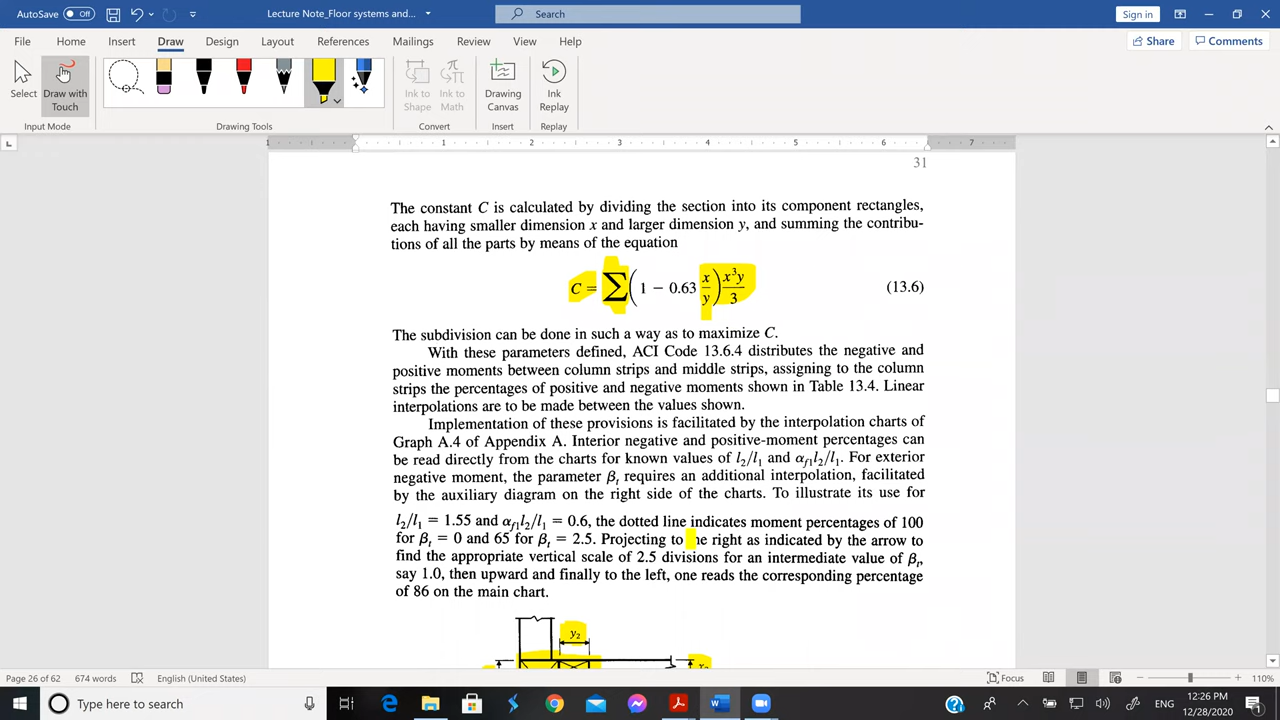 AutoSave Off Lecture Note_Floor systems and... Search Sign in
File Home Insert Draw Design Layout References Mailings Review View Help Share Comments
Select Draw with Touch Ink to Shape Ink to Math Drawing Canvas Ink Replay
Input Mode Drawing Tools Convert Insert Replay
1 1 2 3 4 5 6 7
31
The constant C is calculated by dividing the section into its component rectangles,
each having smaller dimension x and larger dimension y, and summing the contribu-
tions of all the parts by means of the equation
C = ∑ (1 − 0.63 x/y) x³y/3 (13.6)
The subdivision can be done in such a way as to maximize C.
With these parameters defined, ACI Code 13.6.4 distributes the negative and
positive moments between column strips and middle strips, assigning to the column
strips the percentages of positive and negative moments shown in Table 13.4. Linear
interpolations are to be made between the values shown.
Implementation of these provisions is facilitated by the interpolation charts of
Graph A.4 of Appendix A. Interior negative and positive-moment percentages can
be read directly from the charts for known values of l₂/l₁ and αf1l₂/l₁. For exterior
negative moment, the parameter βt requires an additional interpolation, facilitated
by the auxiliary diagram on the right side of the charts. To illustrate its use for
l₂/l₁ = 1.55 and αf1l₂/l₁ = 0.6, the dotted line indicates moment percentages of 100
for βt = 0 and 65 for βt = 2.5. Projecting to he right as indicated by the arrow to
find the appropriate vertical scale of 2.5 divisions for an intermediate value of βt,
say 1.0, then upward and finally to the left, one reads the corresponding percentage
of 86 on the main chart.
y₂
Page 26 of 62 674 words English (United States) Focus 110%
Type here to search 12:26 PM
12/28/2020